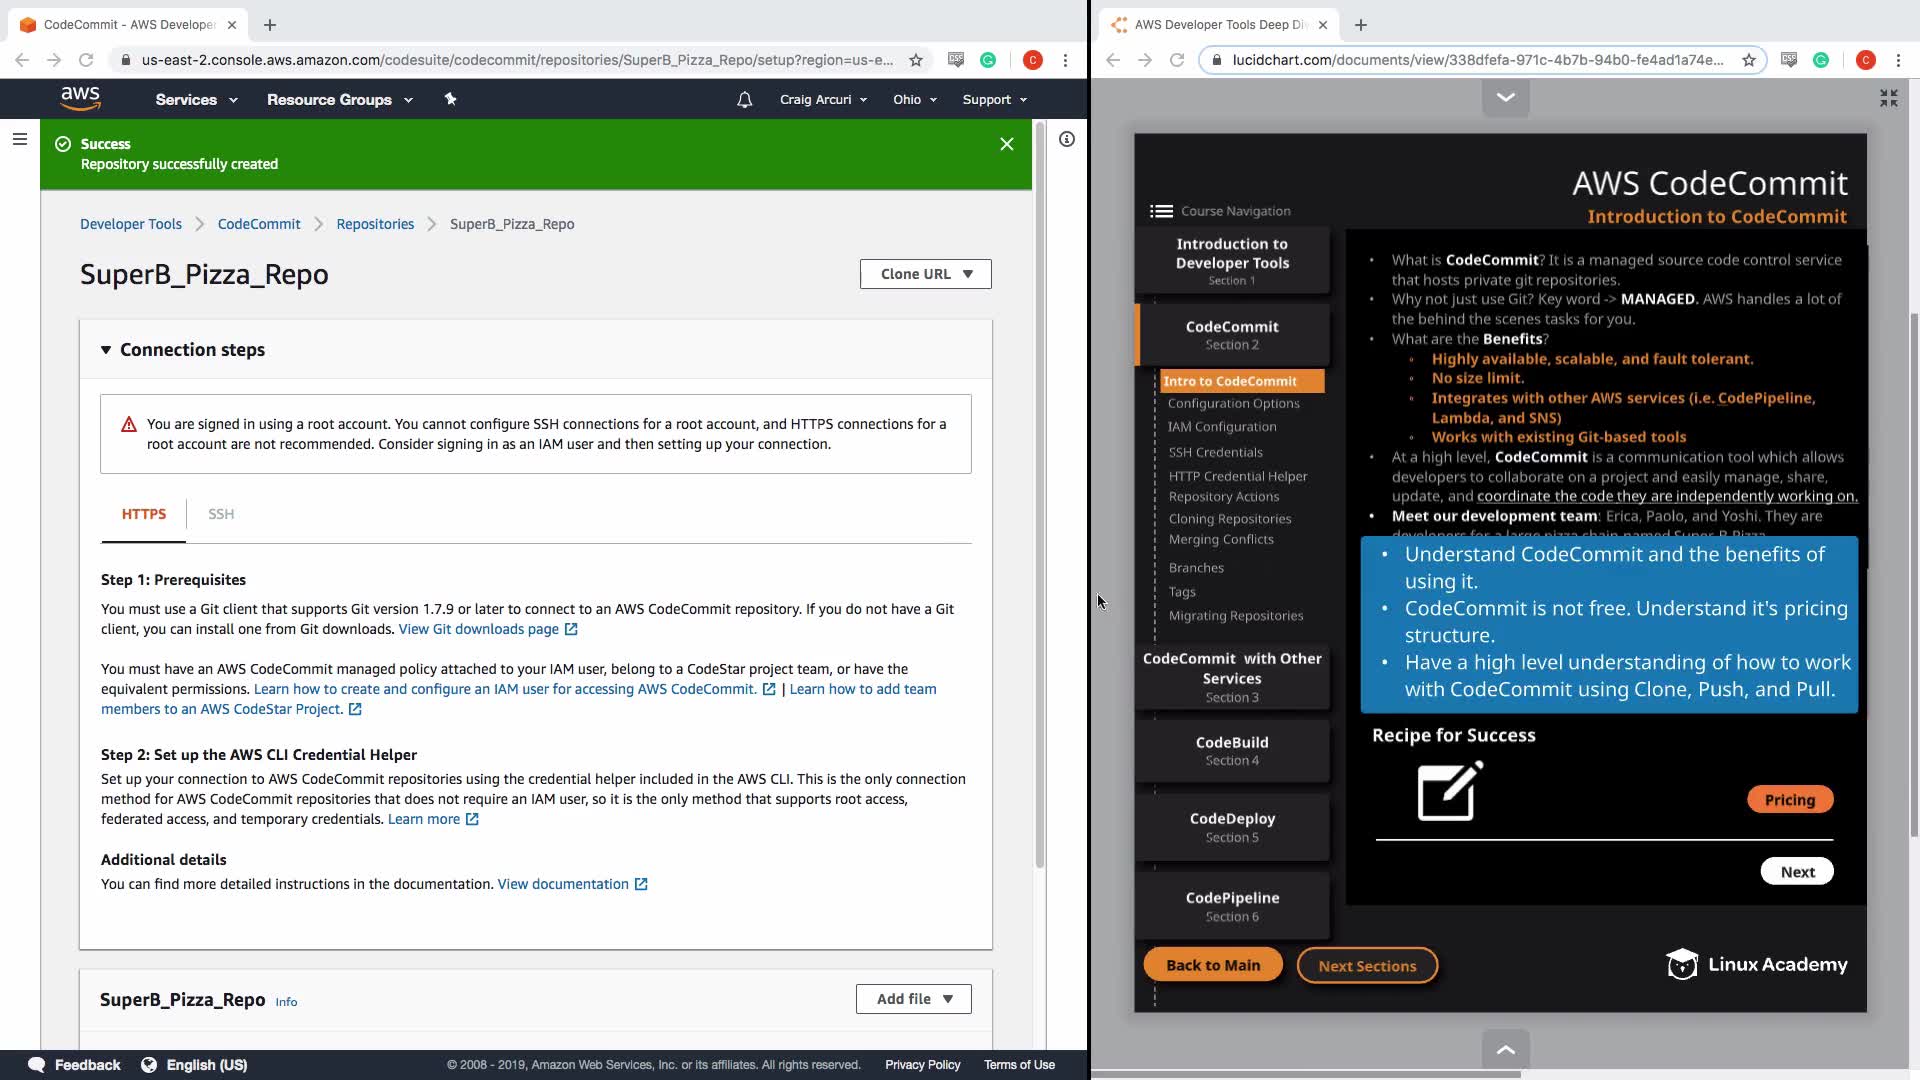 CodeCommit - AWS Developer
AWS Developer Tools Deep Di
us-east-2.console.aws.amazon.com/codesuite/codecommit/repositories/SuperB_Pizza_Repo/setup?region=us-e...
C
lucidchart.com/documents/view/338dfefa-971c-4b7b-94b0-fe4ad1a74e...
C
aws
Services
Resource Groups
Craig Arcuri
Ohio
Support
Success
Repository successfully created
Developer Tools
CodeCommit
Repositories
SuperB_Pizza_Repo
SuperB_Pizza_Repo
Clone URL
Connection steps
You are signed in using a root account. You cannot configure SSH connections for a root account, and HTTPS connections for a
root account are not recommended. Consider signing in as an IAM user and then setting up your connection.
HTTPS
SSH
Step 1: Prerequisites
You must use a Git client that supports Git version 1.7.9 or later to connect to an AWS CodeCommit repository. If you do not have a Git
client, you can install one from Git downloads. View Git downloads page
You must have an AWS CodeCommit managed policy attached to your IAM user, belong to a CodeStar project team, or have the
equivalent permissions. Learn how to create and configure an IAM user for accessing AWS CodeCommit. | Learn how to add team
members to an AWS CodeStar Project.
Step 2: Set up the AWS CLI Credential Helper
Set up your connection to AWS CodeCommit repositories using the credential helper included in the AWS CLI. This is the only connection
method for AWS CodeCommit repositories that does not require an IAM user, so it is the only method that supports root access,
federated access, and temporary credentials. Learn more
Additional details
You can find more detailed instructions in the documentation. View documentation
SuperB_Pizza_Repo Info
Add file
Feedback
English (US)
© 2008 - 2019, Amazon Web Services, Inc. or its affiliates. All rights reserved.
Privacy Policy
Terms of Use
AWS CodeCommit
Introduction to CodeCommit
Course Navigation
Introduction to
Developer Tools
Section 1
CodeCommit
Section 2
Intro to CodeCommit
Configuration Options
IAM Configuration
SSH Credentials
HTTP Credential Helper
Repository Actions
Cloning Repositories
Merging Conflicts
Branches
Tags
Migrating Repositories
CodeCommit with Other
Services
Section 3
CodeBuild
Section 4
CodeDeploy
Section 5
CodePipeline
Section 6
Back to Main
Next Sections
• What is CodeCommit? It is a managed source code control service
that hosts private git repositories.
• Why not just use Git? Key word -> MANAGED. AWS handles a lot of
the behind the scenes tasks for you.
• What are the Benefits?
◦ Highly available, scalable, and fault tolerant.
◦ No size limit.
◦ Integrates with other AWS services (i.e. CodePipeline,
Lambda, and SNS)
◦ Works with existing Git-based tools
• At a high level, CodeCommit is a communication tool which allows
developers to collaborate on a project and easily manage, share,
update, and coordinate the code they are independently working on.
• Meet our development team: Erica, Paolo, and Yoshi. They are
developers for a large pizza chain named Super-B Pizza
• Understand CodeCommit and the benefits of
using it.
• CodeCommit is not free. Understand it's pricing
structure.
• Have a high level understanding of how to work
with CodeCommit using Clone, Push, and Pull.
Recipe for Success
Pricing
Next
Linux Academy